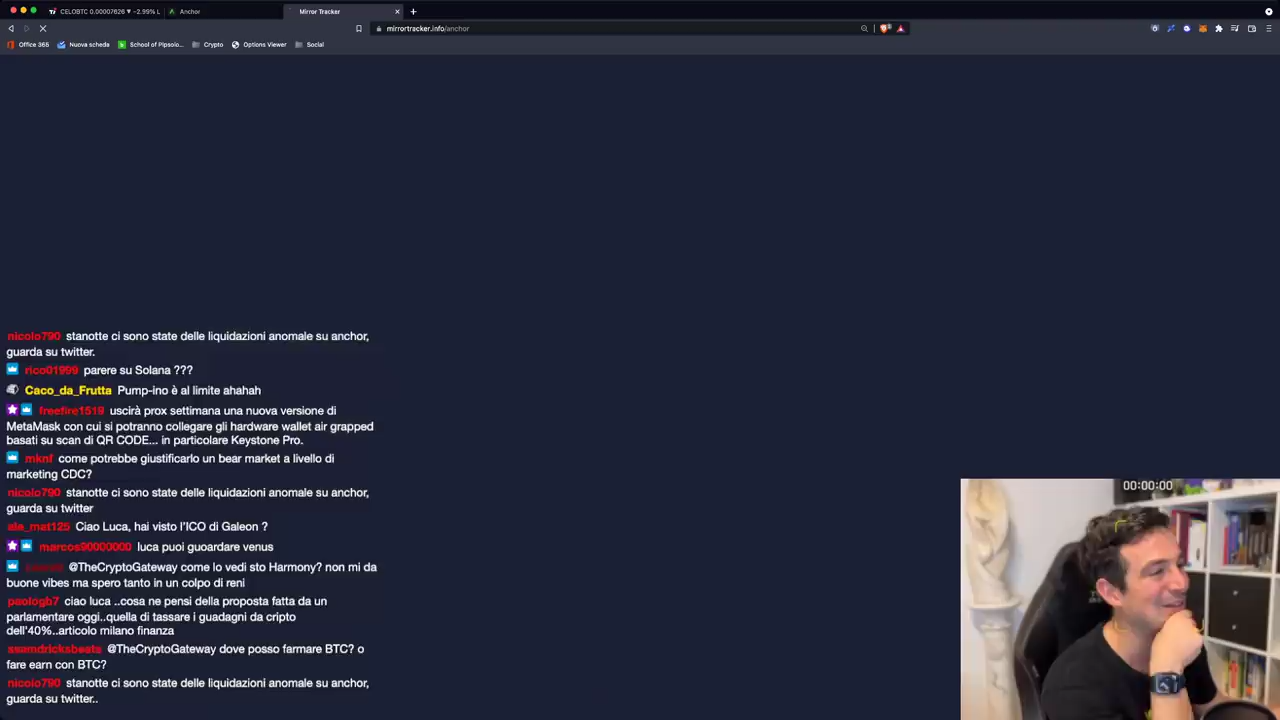 CELOBTC 0.00007626 ▼ −2.99% L
Anchor
Mirror Tracker
mirrortracker.info/anchor
Office 365
Nuova scheda
School of Pipsolo...
Crypto
Options Viewer
Social
nicolo790 stanotte ci sono state delle liquidazioni anomale su anchor,
guarda su twitter.
rico01999 parere su Solana ???
Caco_da_Frutta Pump-ino è al limite ahahah
freefire1519 uscirà prox settimana una nuova versione di
MetaMask con cui si potranno collegare gli hardware wallet air grapped
basati su scan di QR CODE... in particolare Keystone Pro.
mknf come potrebbe giustificarlo un bear market a livello di
marketing CDC?
nicolo790 stanotte ci sono state delle liquidazioni anomale su anchor,
guarda su twitter
ale_mat125 Ciao Luca, hai visto l'ICO di Galeon ?
marcos90000000 luca puoi guoardare venus
@TheCryptoGateway come lo vedi sto Harmony? non mi da
buone vibes ma spero tanto in un colpo di reni
paologb7 ciao luca ..cosa ne pensi della proposta fatta da un
parlamentare oggi..quella di tassare i guadagni da cripto
dell'40%..articolo milano finanza
ssamdricksbeats @TheCryptoGateway dove posso farmare BTC? o
fare earn con BTC?
nicolo790 stanotte ci sono state delle liquidazioni anomale su anchor,
guarda su twitter..
00:00:00